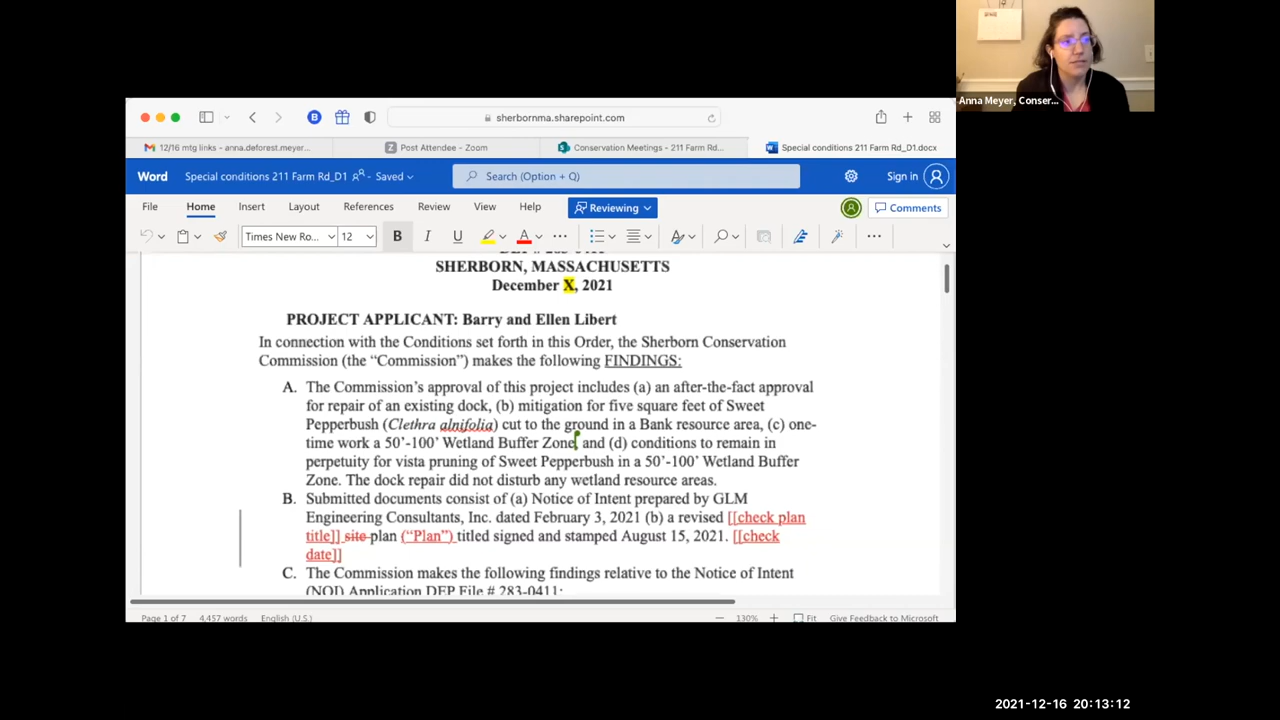 Anna Meyer, Conser...
sherbornma.sharepoint.com
12/16 mtg links - anna.deforest.meyer...
Post Attendee - Zoom
Conservation Meetings - 211 Farm Rd...
Special conditions 211 Farm Rd_D1.docx
Word
Special conditions 211 Farm Rd_D1 - Saved
Search (Option + Q)
Sign in
File
Home
Insert
Layout
References
Review
View
Help
Reviewing
Comments
Times New Ro...
12
B
I
U
A
SHERBORN, MASSACHUSETTS
December X, 2021
PROJECT APPLICANT: Barry and Ellen Libert
In connection with the Conditions set forth in this Order, the Sherborn Conservation
Commission (the “Commission”) makes the following FINDINGS:
A. The Commission’s approval of this project includes (a) an after-the-fact approval
for repair of an existing dock, (b) mitigation for five square feet of Sweet
Pepperbush (Clethra alnifolia) cut to the ground in a Bank resource area, (c) one-
time work a 50’-100’ Wetland Buffer Zone, and (d) conditions to remain in
perpetuity for vista pruning of Sweet Pepperbush in a 50’-100’ Wetland Buffer
Zone. The dock repair did not disturb any wetland resource areas.
B. Submitted documents consist of (a) Notice of Intent prepared by GLM
Engineering Consultants, Inc. dated February 3, 2021 (b) a revised [[check plan
title]] site plan (“Plan”) titled signed and stamped August 15, 2021. [[check
date]]
C. The Commission makes the following findings relative to the Notice of Intent
(NOI) Application DEP File # 283-0411:
Page 1 of 7
4,457 words
English (U.S.)
130%
Fit
Give Feedback to Microsoft
2021-12-16 20:13:12